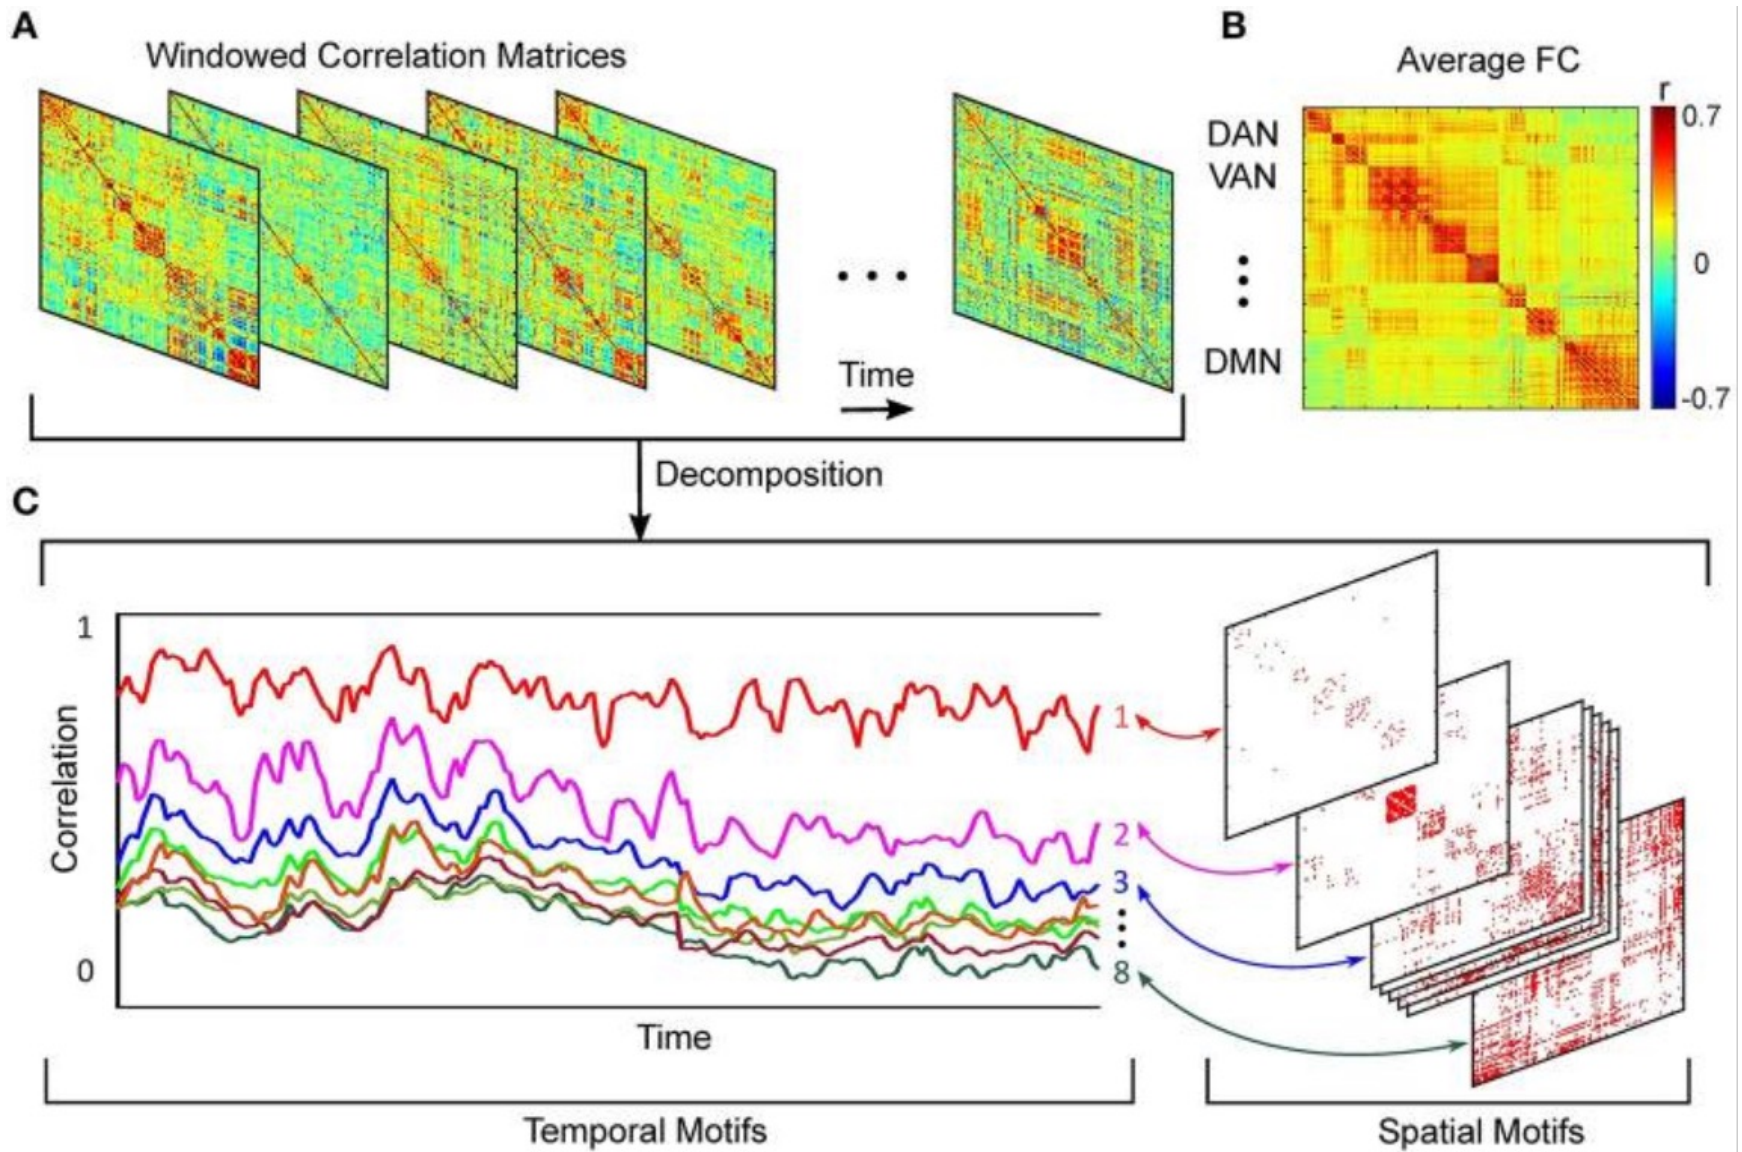 A
Windowed Correlation Matrices
Time
B
Average FC
r
DAN
VAN
DMN
0.7
0
-0.7
Decomposition
C
1
0
Correlation
Time
1
2
3
8
Temporal Motifs
Spatial Motifs